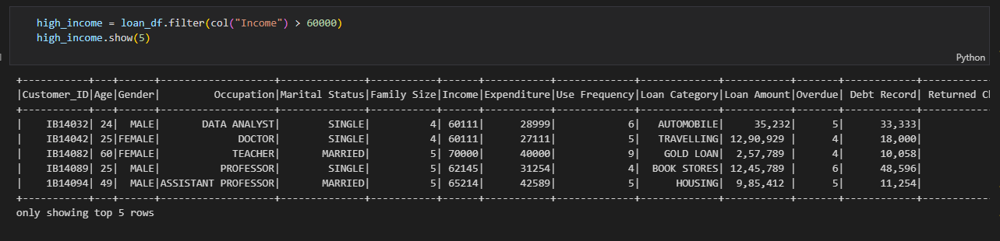 high_income = loan_df.filter(col("Income") > 60000)
high_income.show(5)
Python
+-----------+---+------+-------------------+--------------+-----------+------+-----------+-------------+-------------+-----------+-------+------------+-----------
|Customer_ID|Age|Gender|         Occupation|Marital Status|Family Size|Income|Expenditure|Use Frequency|Loan Category|Loan Amount|Overdue| Debt Record| Returned Cl
+-----------+---+------+-------------------+--------------+-----------+------+-----------+-------------+-------------+-----------+-------+------------+-----------
|    IB14032| 24|  MALE|       DATA ANALYST|        SINGLE|          4| 60111|      28999|            6|   AUTOMOBILE|     35,232|      5|      33,333|
|    IB14042| 25|FEMALE|             DOCTOR|        SINGLE|          4| 60111|      27111|            5|   TRAVELLING| 12,90,929 |      4|      18,000|
|    IB14082| 60|FEMALE|            TEACHER|       MARRIED|          5| 70000|      40000|            9|    GOLD LOAN|  2,57,789 |      4|      10,058|
|    IB14089| 25|  MALE|          PROFESSOR|        SINGLE|          5| 62145|      31254|            4|  BOOK STORES| 12,45,789 |      6|      48,596|
|    1B14094| 49|  MALE|ASSISTANT PROFESSOR|       MARRIED|          5| 65214|      42589|            5|      HOUSING|  9,85,412 |      5|      11,254|
+-----------+---+------+-------------------+--------------+-----------+------+-----------+-------------+-------------+-----------+-------+------------+-----------
only showing top 5 rows